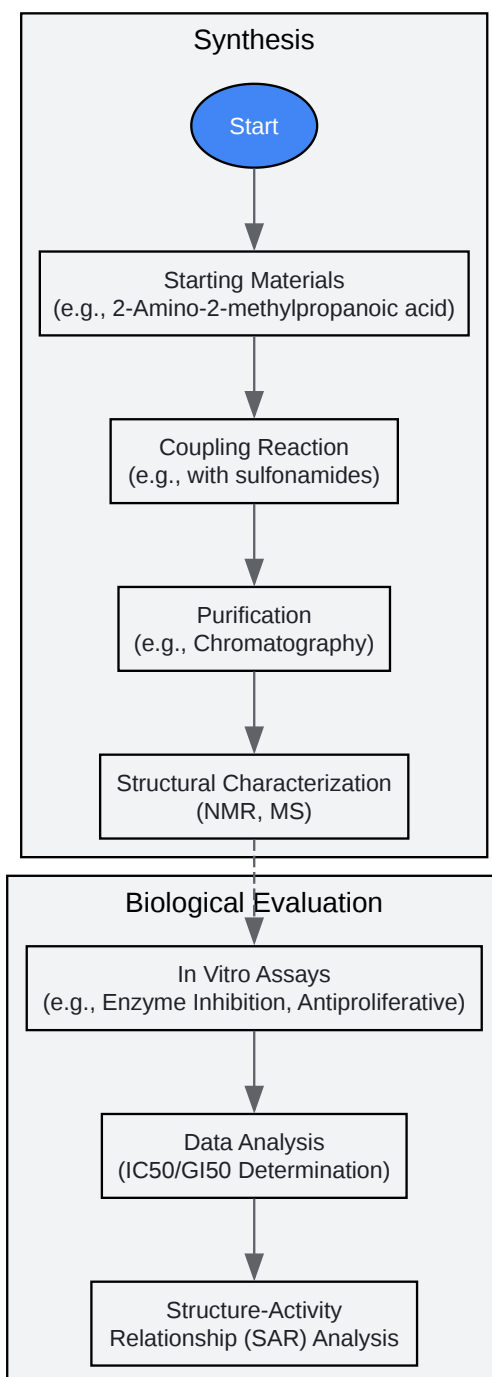 Synthesis
Start
Starting Materials
(e.g., 2-Amino-2-methylpropanoic acid)
Coupling Reaction
(e.g., with sulfonamides)
Purification
(e.g., Chromatography)
Structural Characterization
(NMR, MS)
Biological Evaluation
In Vitro Assays
(e.g., Enzyme Inhibition, Antiproliferative)
Data Analysis
(IC50/GI50 Determination)
Structure-Activity
Relationship (SAR) Analysis